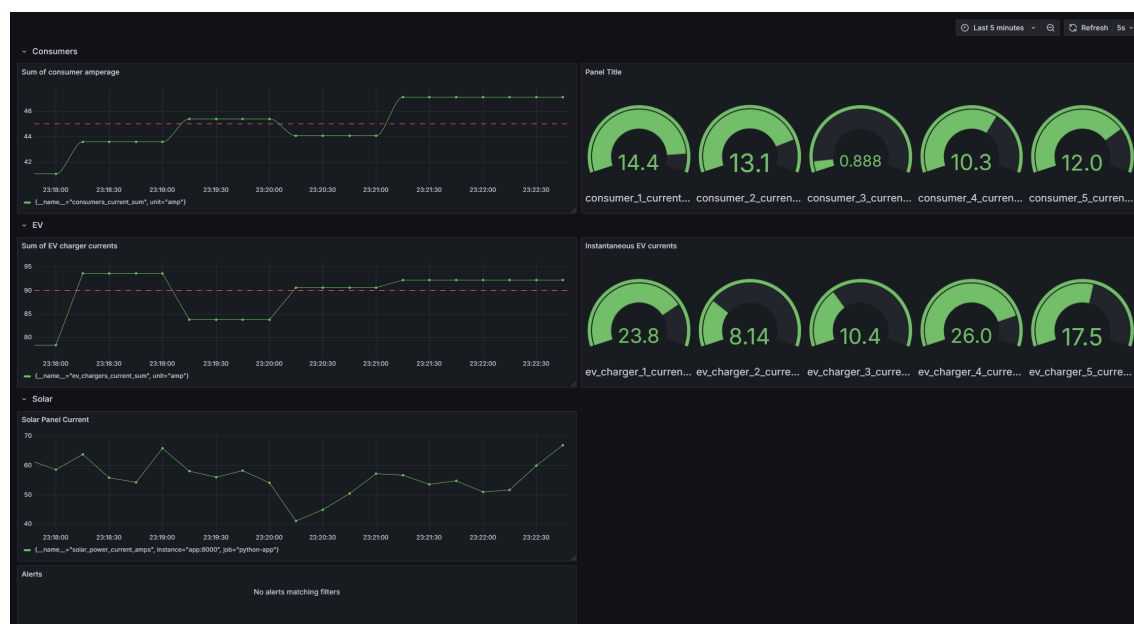 Last 5 minutes Refresh 5s
Consumers
Sum of consumer amperage
46
44
42
23:18:00 23:18:30 23:19:00 23:19:30 23:20:00 23:20:30 23:21:00 23:21:30 23:22:00 23:22:30
{__name__="consumers_current_sum", unit="amp"}
Panel Title
14.4 13.1 0.888 10.3 12.0
consumer_1_current... consumer_2_curren... consumer_3_curren... consumer_4_curren... consumer_5_curren...
EV
Sum of EV charger currents
95
90
85
80
23:18:00 23:18:30 23:19:00 23:19:30 23:20:00 23:20:30 23:21:00 23:21:30 23:22:00 23:22:30
{__name__="ev_chargers_current_sum", unit="amp"}
Instantaneous EV currents
23.8 8.14 10.4 26.0 17.5
ev_charger_1_curren... ev_charger_2_curre... ev_charger_3_curre... ev_charger_4_curre... ev_charger_5_curre...
Solar
Solar Panel Current
70
60
50
40
23:18:00 23:18:30 23:19:00 23:19:30 23:20:00 23:20:30 23:21:00 23:21:30 23:22:00 23:22:30
{__name__="solar_power_current_amps", instance="app:8000", job="python-app"}
Alerts
No alerts matching filters